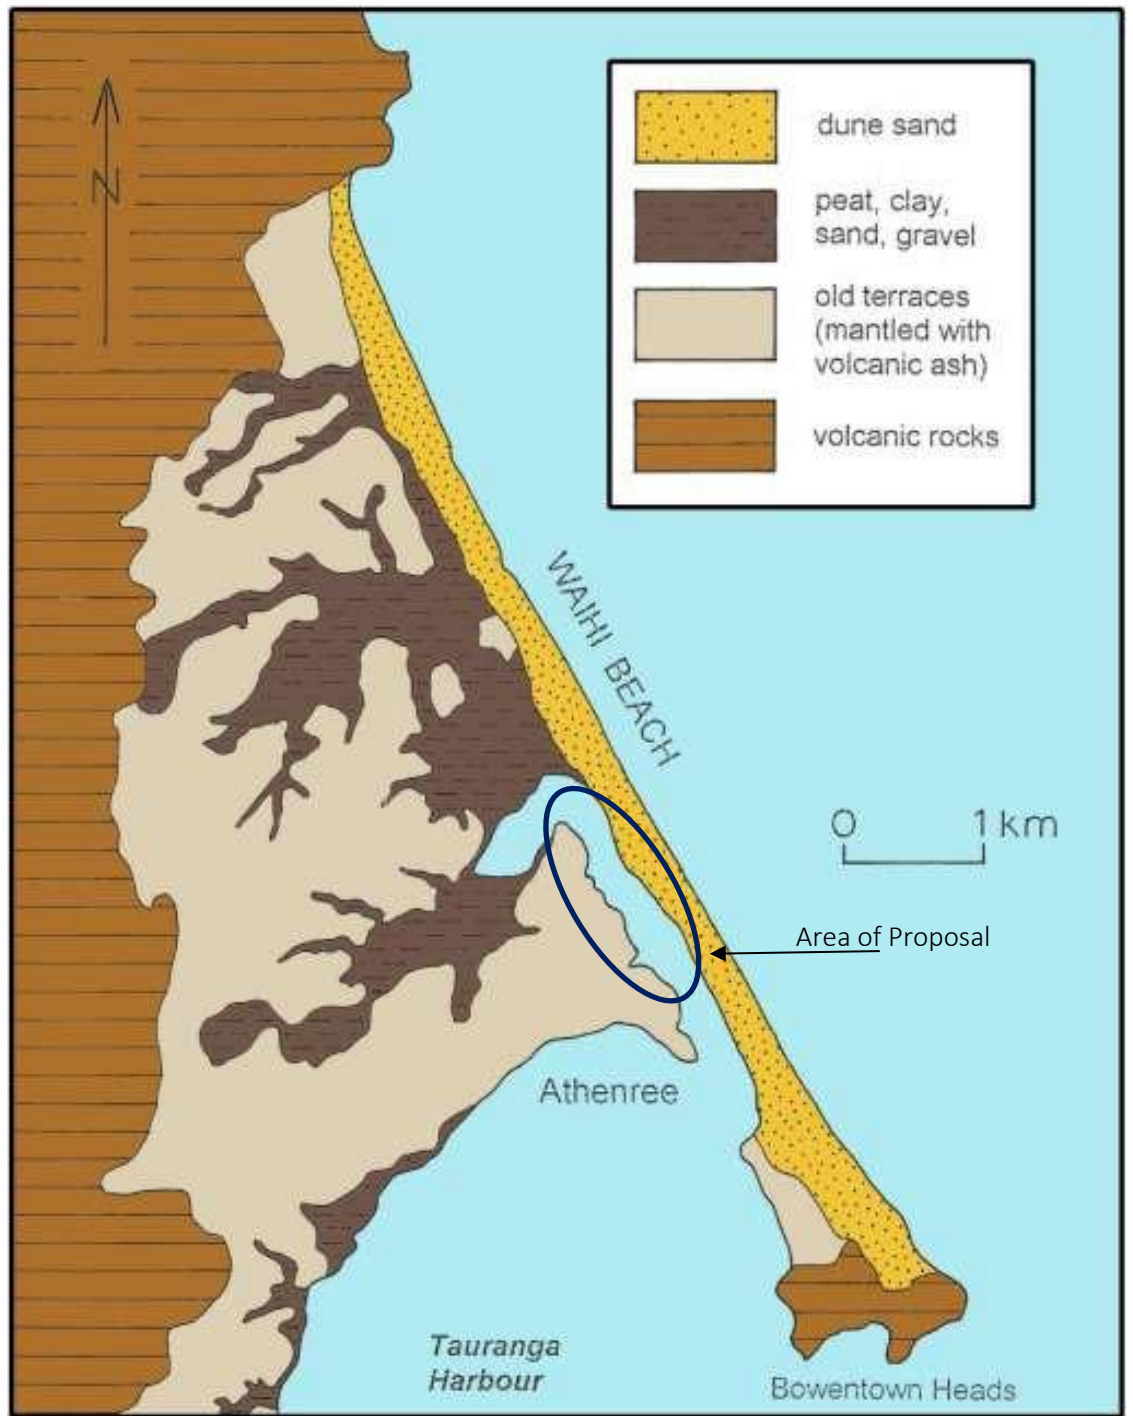 N
dune sand
peat, clay,
sand, gravel
old terraces
(mantled with
volcanic ash)
volcanic rocks
WAIHI BEACH
0 1 km
Area of Proposal
Athenree
Tauranga
Harbour
Bowentown Heads